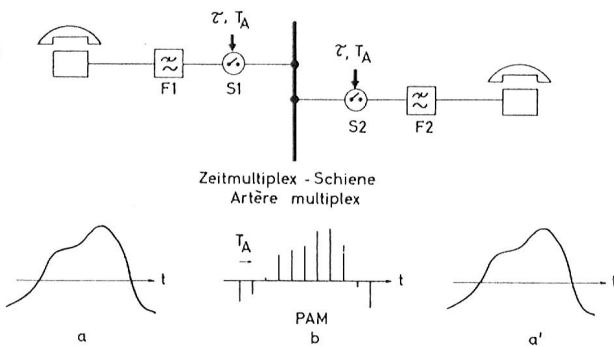 τ, T_A
τ, T_A
F1
S1
S2
F2
Zeitmultiplex - Schiene
Artère multiplex
T_A
t
t
t
PAM
a
b
a'